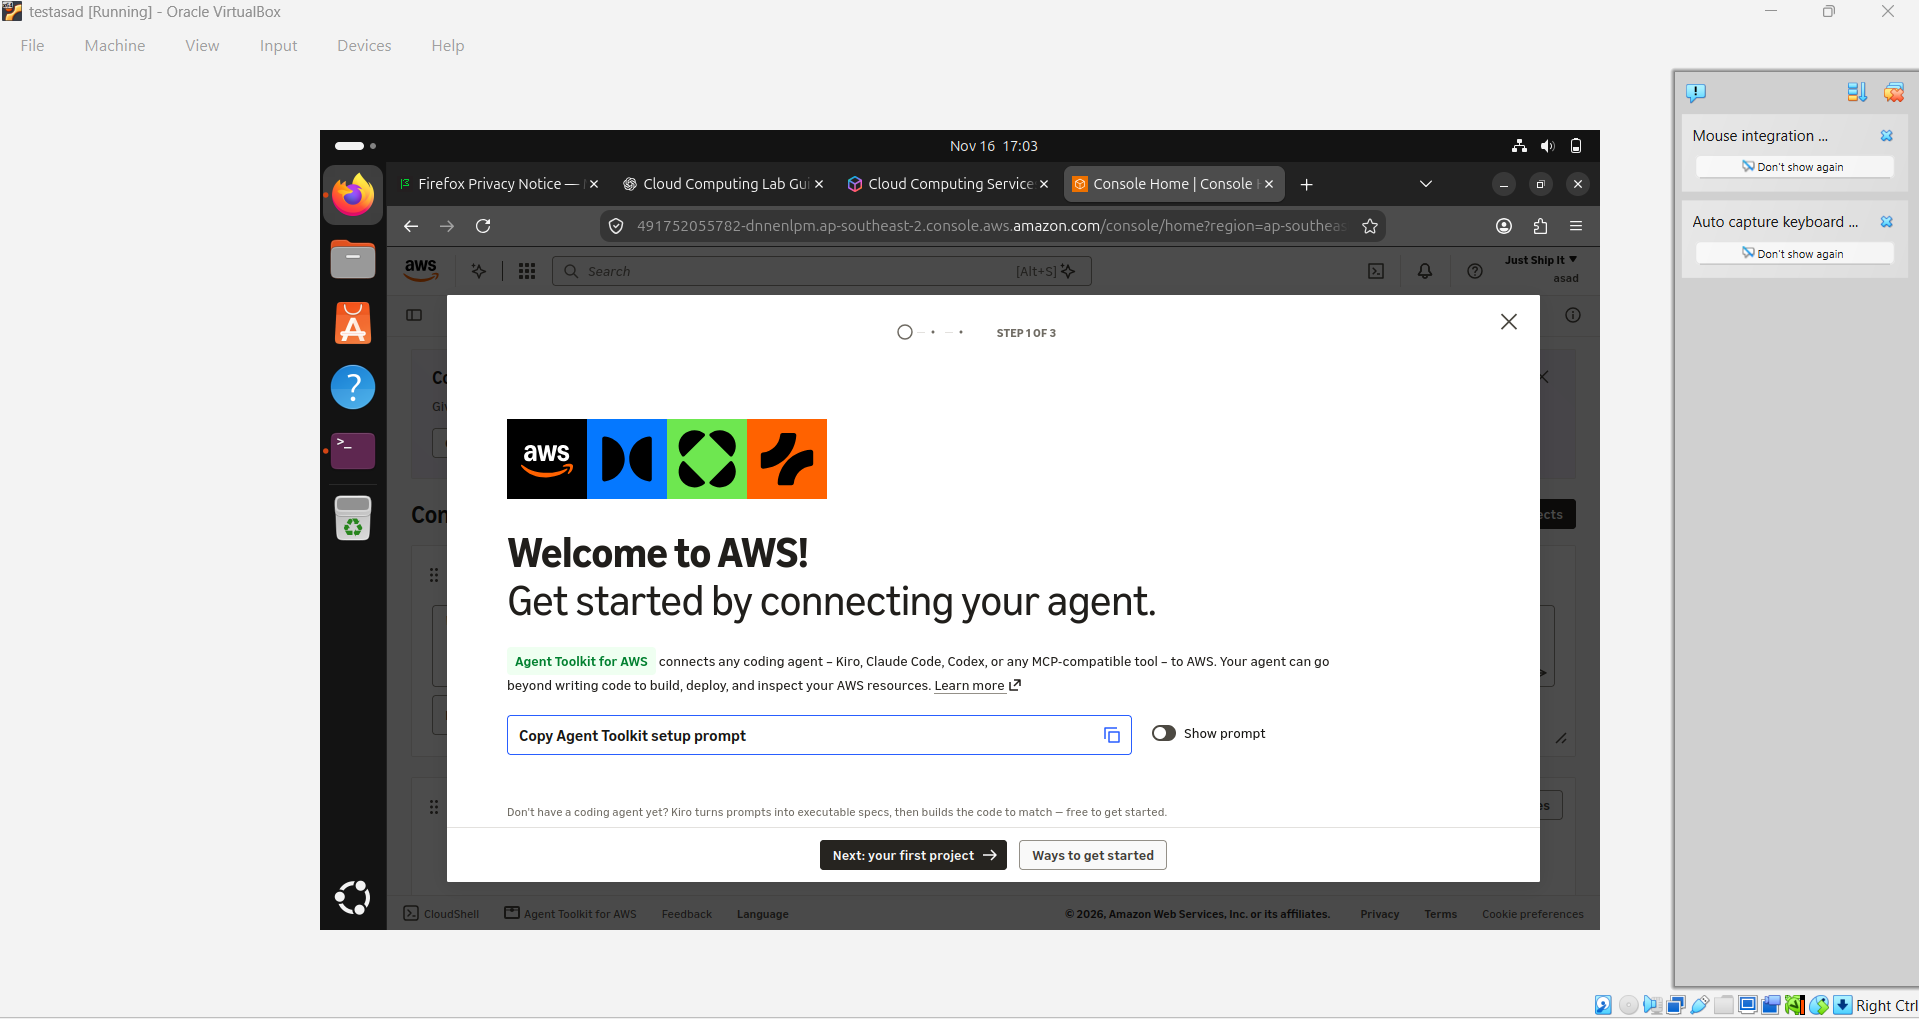 testasad [Running] - Oracle VirtualBox
File Machine View Input Devices Help
Mouse integration ...
Don't show again
Auto capture keyboard ...
Don't show again
Nov 16 17:03
Firefox Privacy Notice —
Cloud Computing Lab Gui
Cloud Computing Service
Console Home | Console
491752055782-dnnenlpm.ap-southeast-2.console.aws.amazon.com/console/home?region=ap-southeas
aws
Search [Alt+S]
Just Ship It
asad
STEP 1 OF 3
aws
Welcome to AWS!
Get started by connecting your agent.
Agent Toolkit for AWS connects any coding agent – Kiro, Claude Code, Codex, or any MCP-compatible tool – to AWS. Your agent can go
beyond writing code to build, deploy, and inspect your AWS resources. Learn more
Copy Agent Toolkit setup prompt
Show prompt
Don't have a coding agent yet? Kiro turns prompts into executable specs, then builds the code to match — free to get started.
Next: your first project →
Ways to get started
Con
ects
es
CloudShell Agent Toolkit for AWS Feedback Language © 2026, Amazon Web Services, Inc. or its affiliates. Privacy Terms Cookie preferences
Right Ctrl